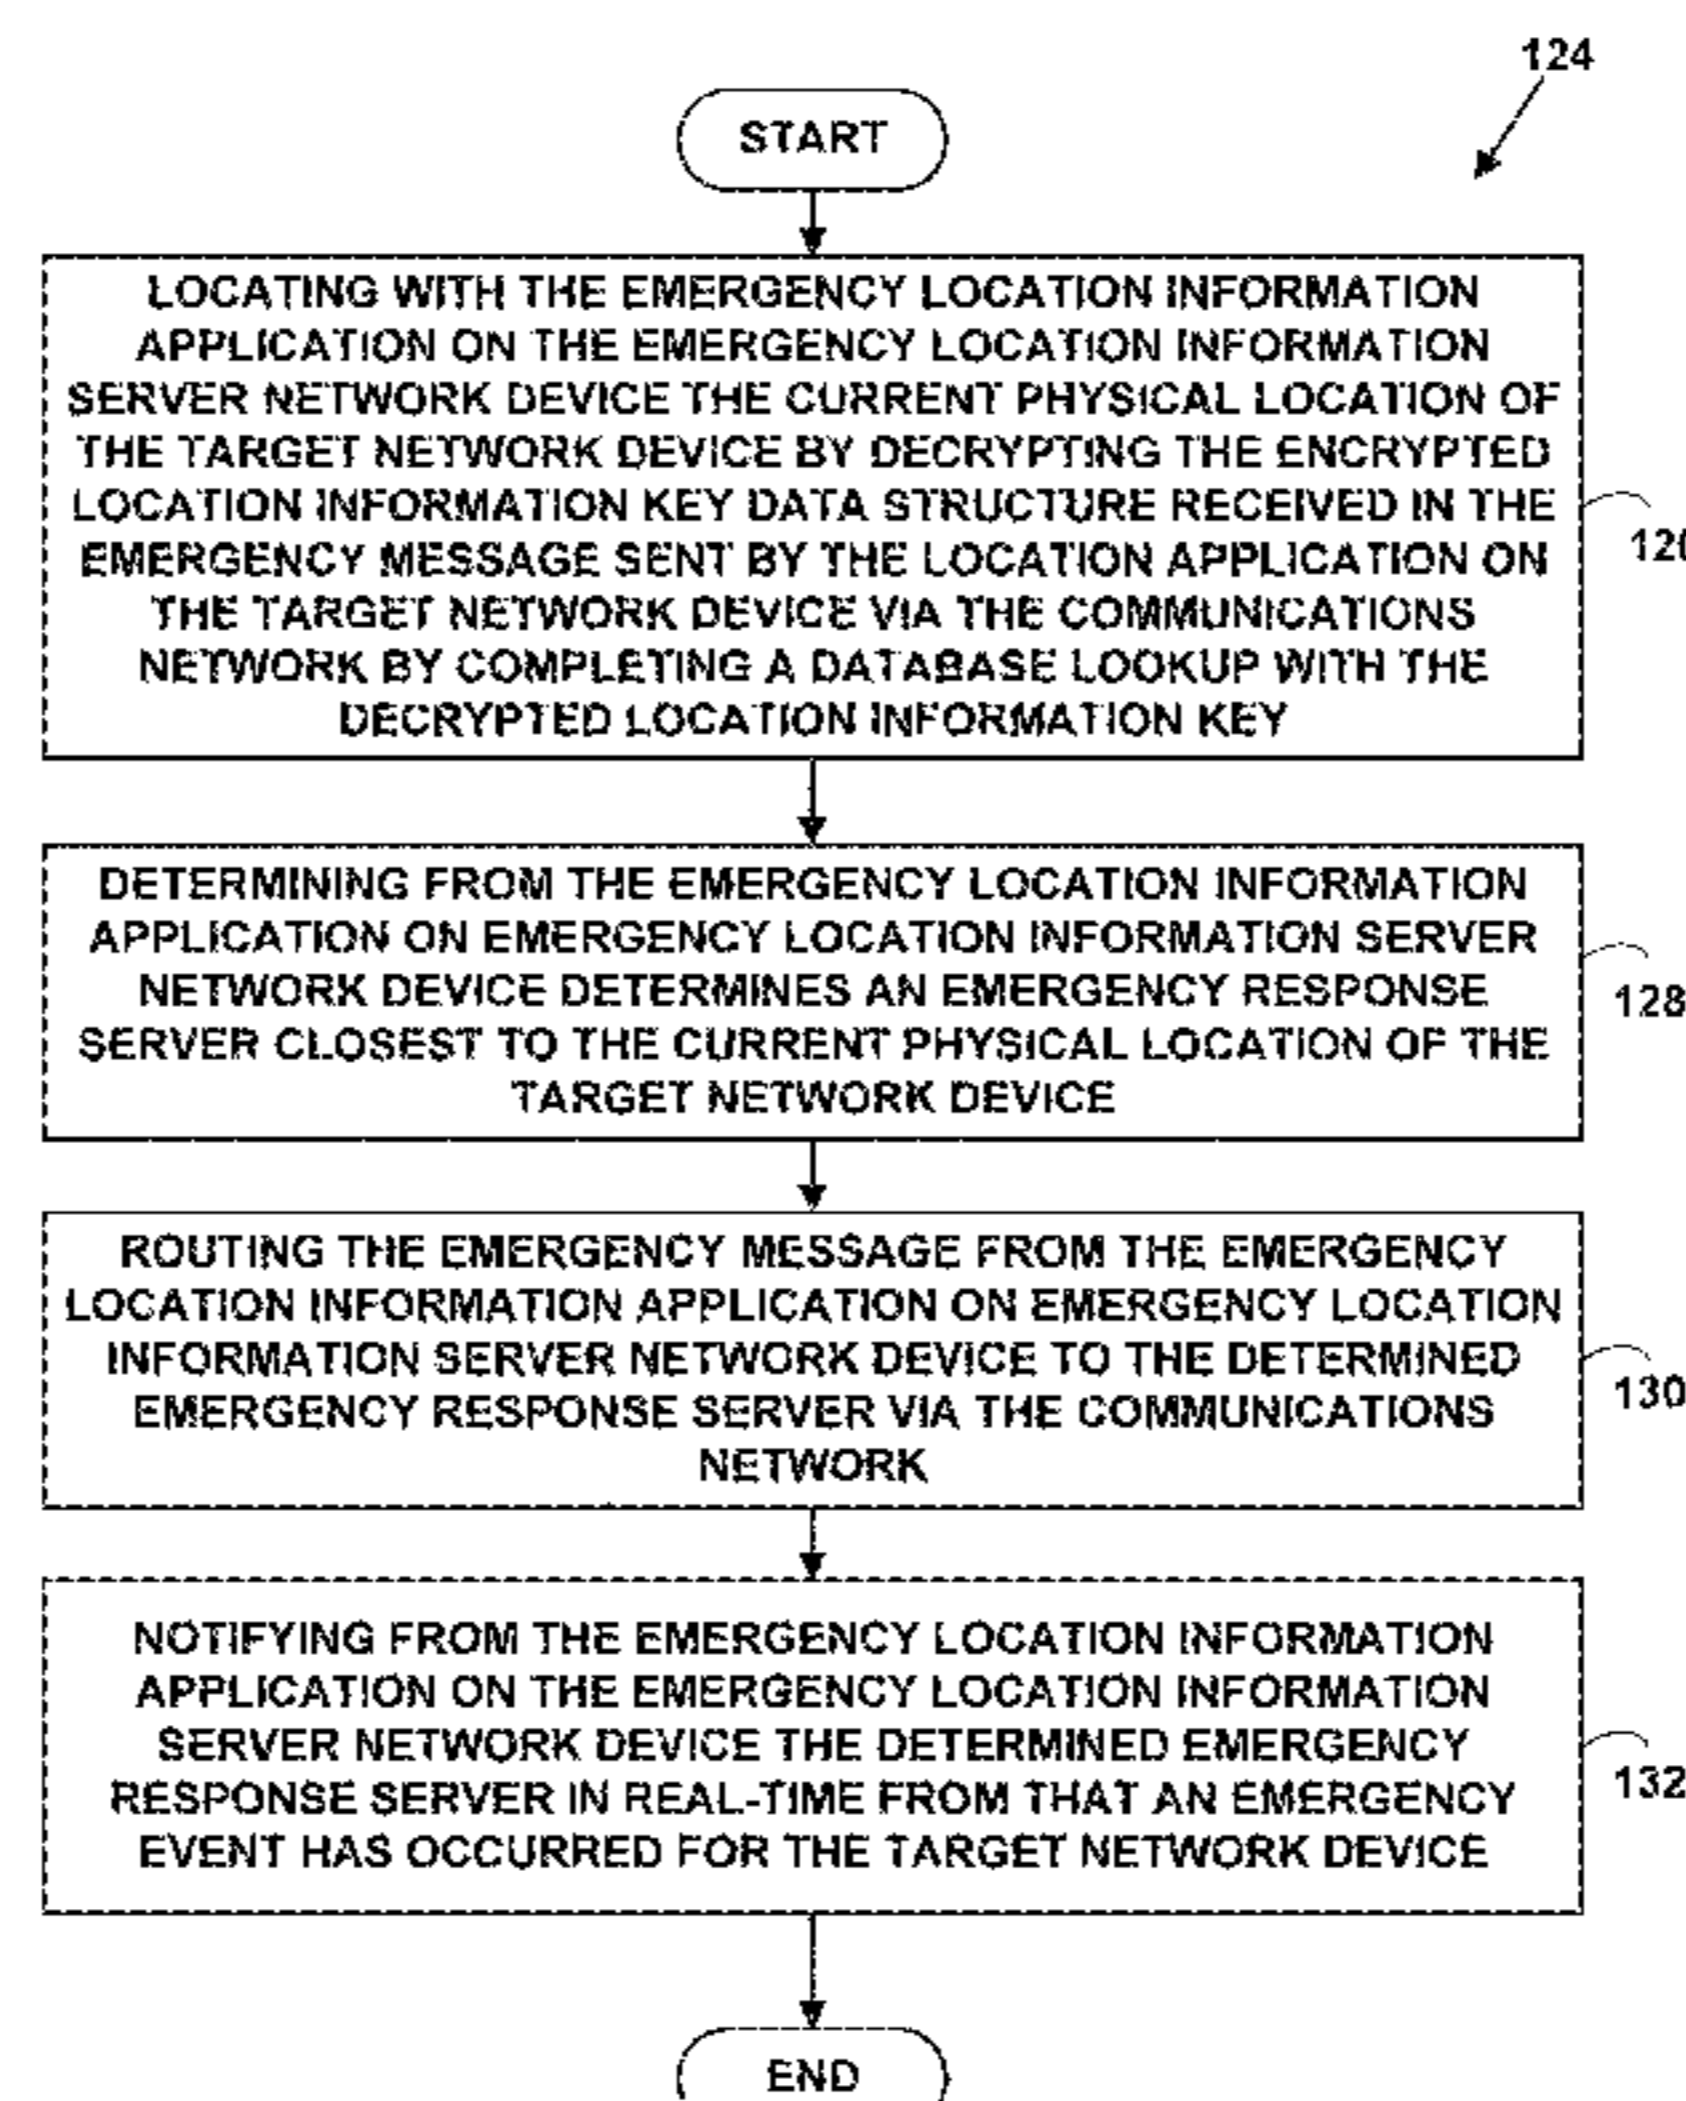 124
START
LOCATING WITH THE EMERGENCY LOCATION INFORMATION
APPLICATION ON THE EMERGENCY LOCATION INFORMATION
SERVER NETWORK DEVICE THE CURRENT PHYSICAL LOCATION OF
THE TARGET NETWORK DEVICE BY DECRYPTING THE ENCRYPTED
LOCATION INFORMATION KEY DATA STRUCTURE RECEIVED IN THE
EMERGENCY MESSAGE SENT BY THE LOCATION APPLICATION ON
THE TARGET NETWORK DEVICE VIA THE COMMUNICATIONS
NETWORK BY COMPLETING A DATABASE LOOKUP WITH THE
DECRYPTED LOCATION INFORMATION KEY
DETERMINING FROM THE EMERGENCY LOCATION INFORMATION
APPLICATION ON EMERGENCY LOCATION INFORMATION SERVER
NETWORK DEVICE DETERMINES AN EMERGENCY RESPONSE
SERVER CLOSEST TO THE CURRENT PHYSICAL LOCATION OF THE
TARGET NETWORK DEVICE
128
ROUTING THE EMERGENCY MESSAGE FROM THE EMERGENCY
LOCATION INFORMATION APPLICATION ON EMERGENCY LOCATION
INFORMATION SERVER NETWORK DEVICE TO THE DETERMINED
EMERGENCY RESPONSE SERVER VIA THE COMMUNICATIONS
NETWORK
130
NOTIFYING FROM THE EMERGENCY LOCATION INFORMATION
APPLICATION ON THE EMERGENCY LOCATION INFORMATION
SERVER NETWORK DEVICE THE DETERMINED EMERGENCY
RESPONSE SERVER IN REAL-TIME FROM THAT AN EMERGENCY
EVENT HAS OCCURRED FOR THE TARGET NETWORK DEVICE
132
END